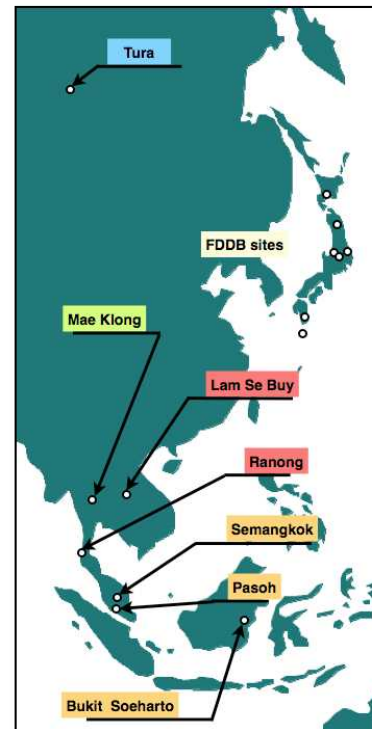 Tura
FDDB sites
Mae Klong
Lam Se Buy
Ranong
Semangkok
Pasoh
Bukit Soeharto